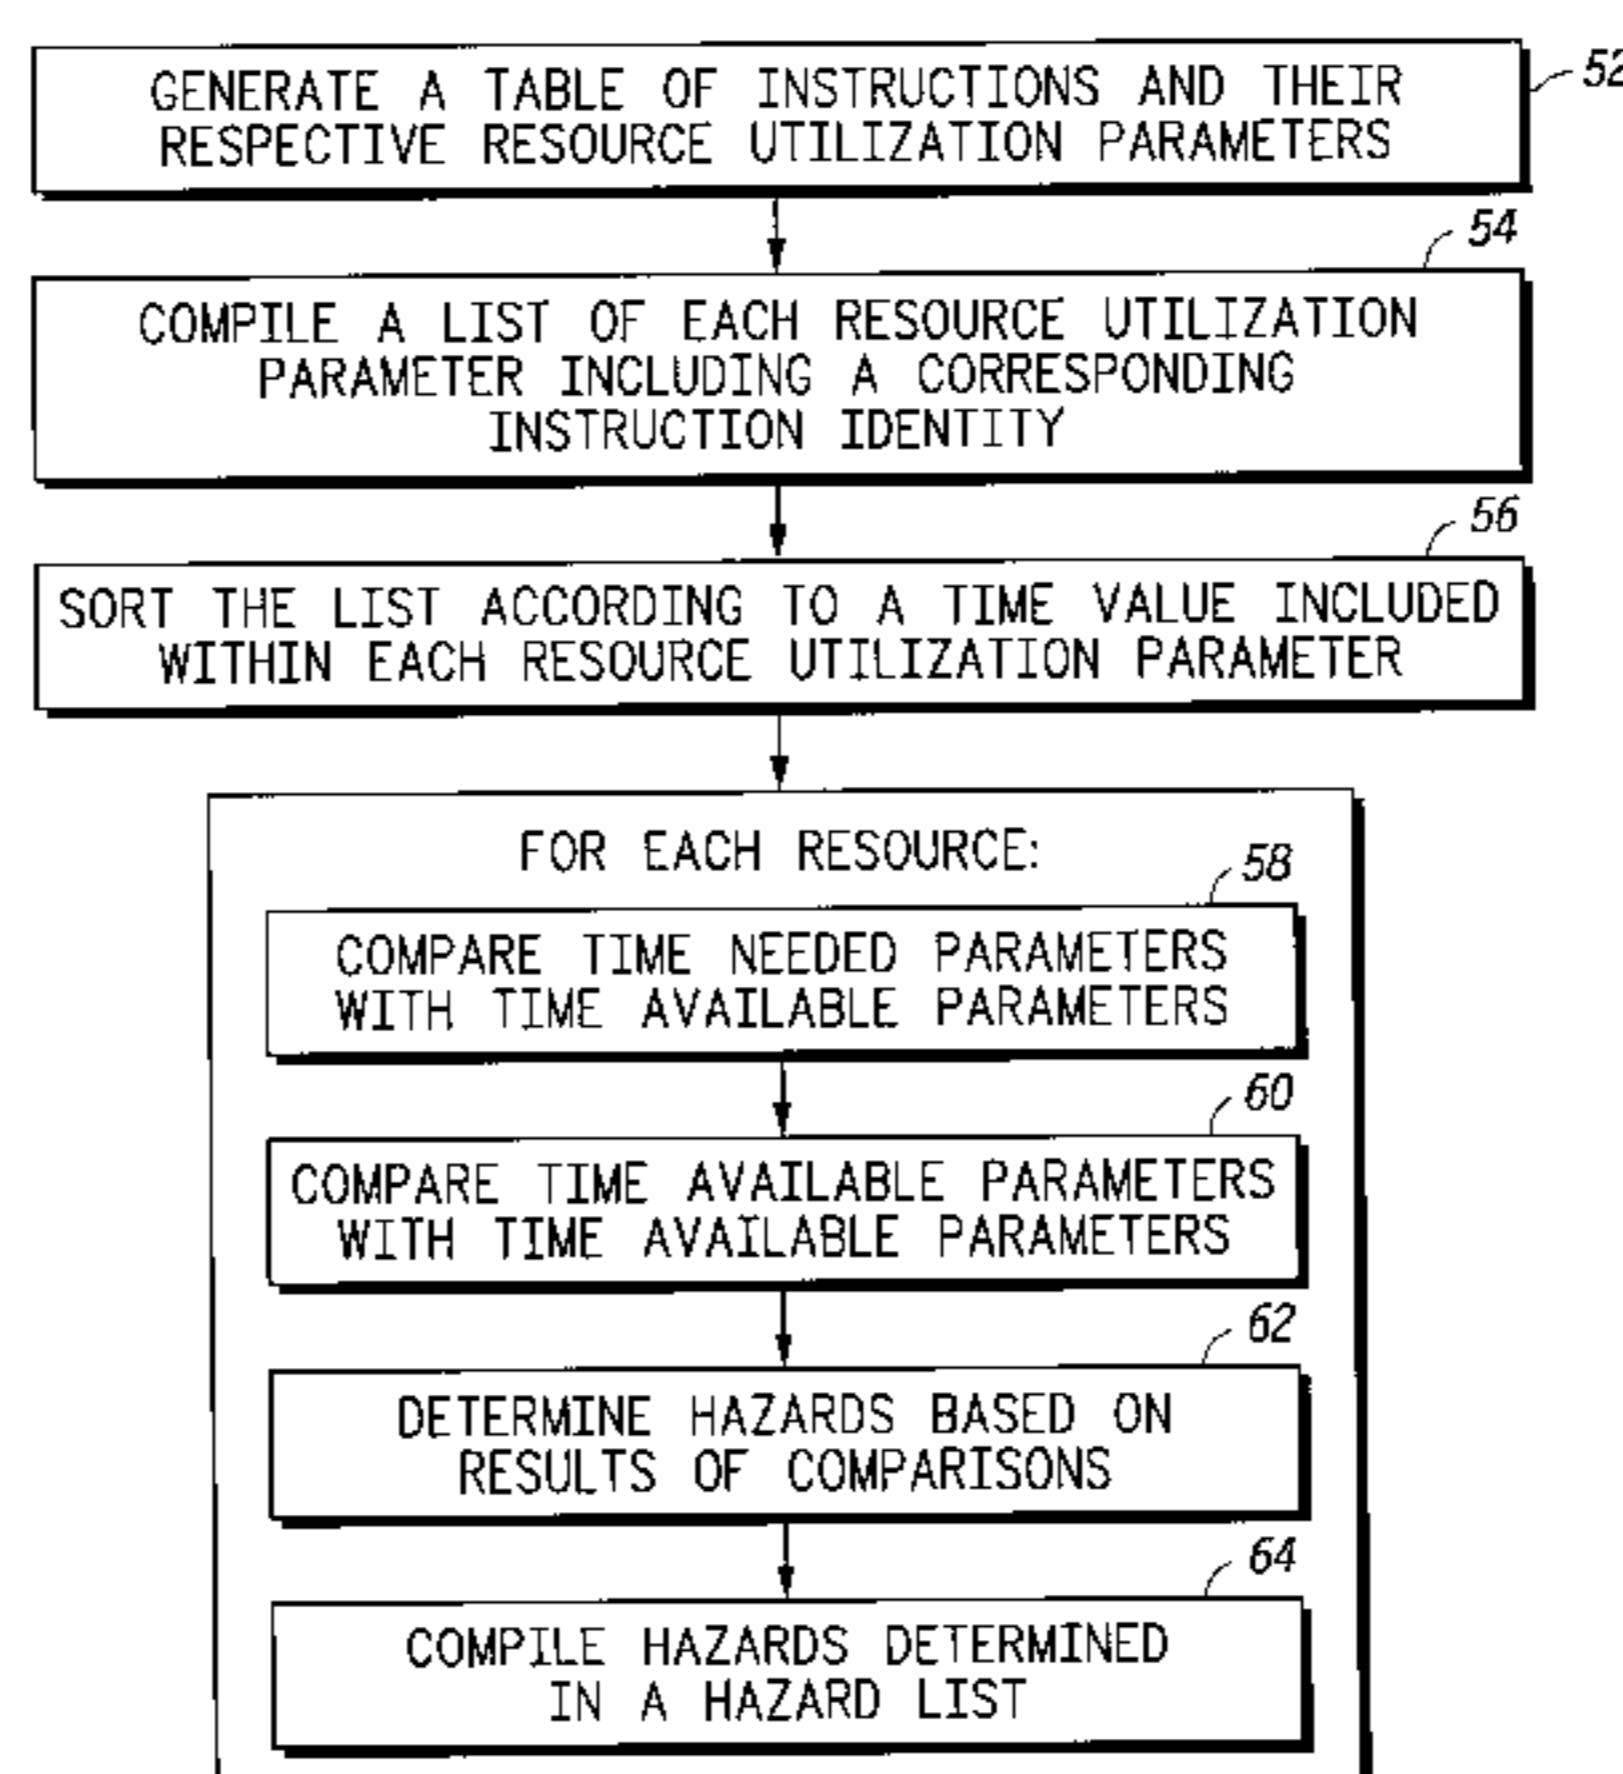 GENERATE A TABLE OF INSTRUCTIONS AND THEIR
RESPECTIVE RESOURCE UTILIZATION PARAMETERS
52
54
COMPILE A LIST OF EACH RESOURCE UTILIZATION
PARAMETER INCLUDING A CORRESPONDING
INSTRUCTION IDENTITY
56
SORT THE LIST ACCORDING TO A TIME VALUE INCLUDED
WITHIN EACH RESOURCE UTILIZATION PARAMETER
FOR EACH RESOURCE:
58
COMPARE TIME NEEDED PARAMETERS
WITH TIME AVAILABLE PARAMETERS
60
COMPARE TIME AVAILABLE PARAMETERS
WITH TIME AVAILABLE PARAMETERS
62
DETERMINE HAZARDS BASED ON
RESULTS OF COMPARISONS
64
COMPILE HAZARDS DETERMINED
IN A HAZARD LIST